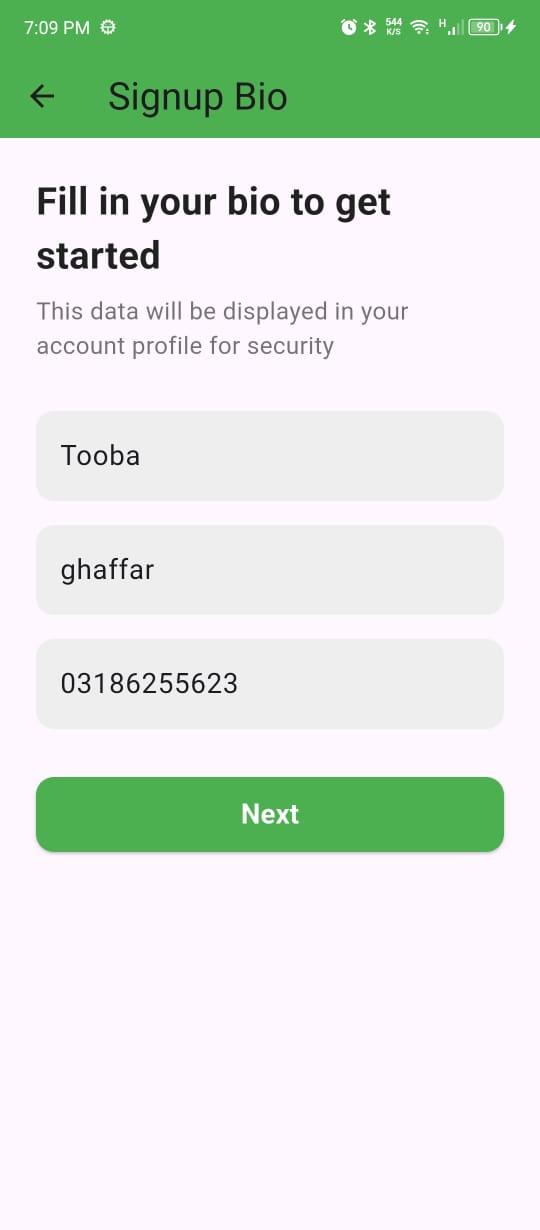 7:09 PM
544
K/S
H
90
Signup Bio
Fill in your bio to get
started
This data will be displayed in your
account profile for security
Tooba
ghaffar
03186255623
Next